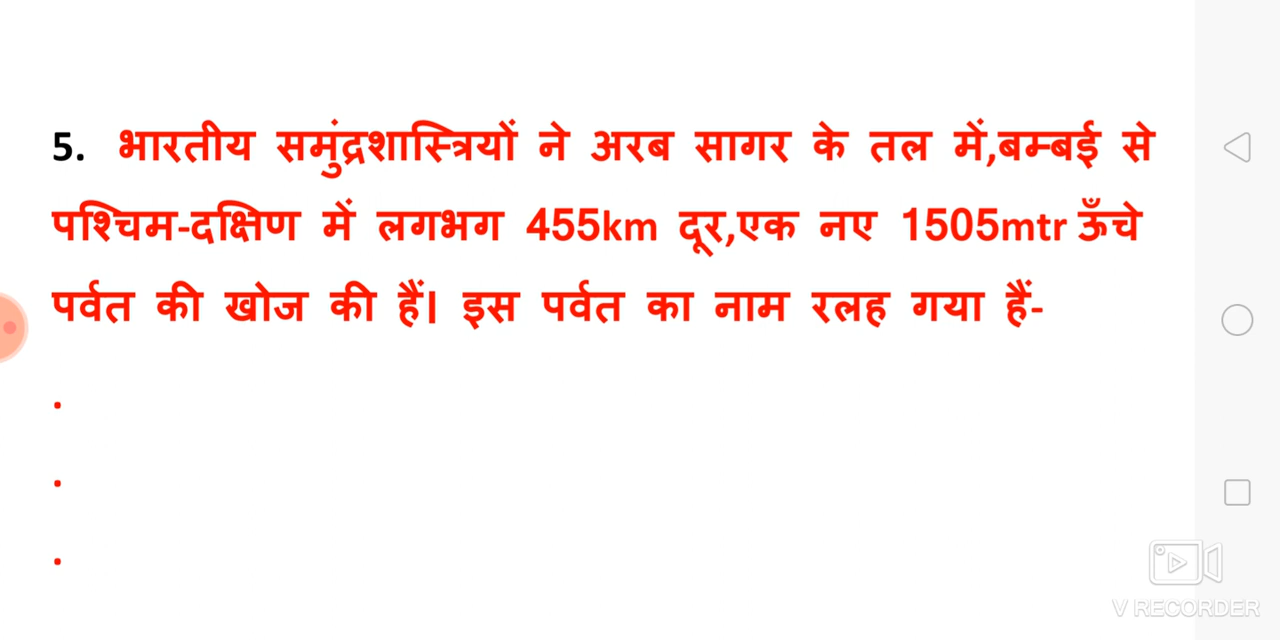 5. भारतीय समुंद्रशास्त्रियों ने अरब सागर के तल में,बम्बई से
पश्चिम-दक्षिण में लगभग 455km दूर,एक नए 1505mtr ऊँचे
पर्वत की खोज की हैं। इस पर्वत का नाम रलह गया हैं-
.
.
.
V RECORDER